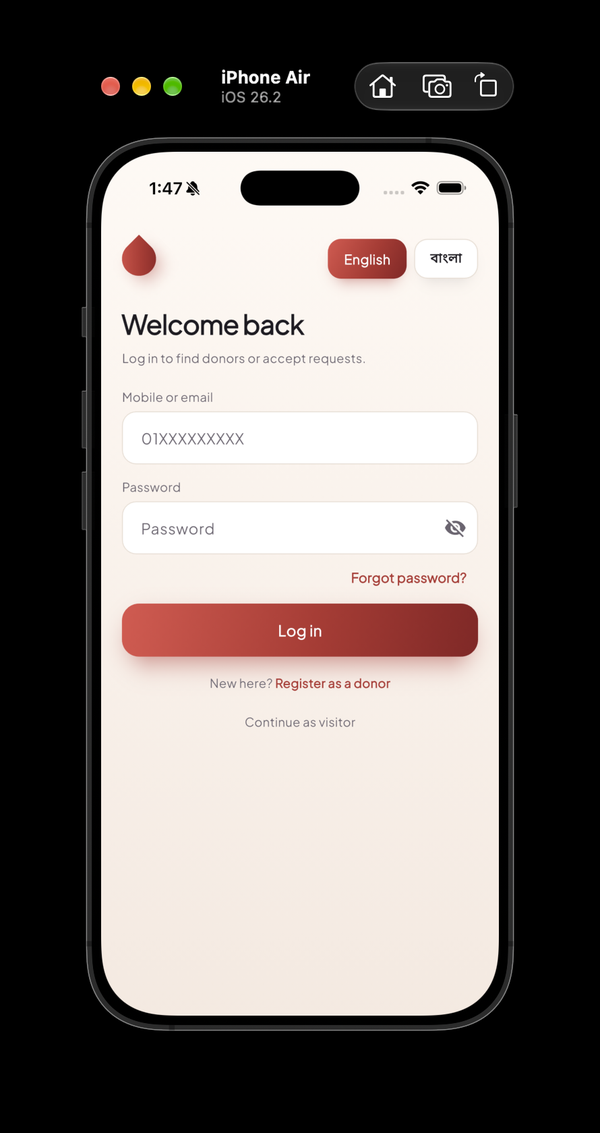 iPhone Air
iOS 26.2
1:47
English
বাংলা
Welcome back
Log in to find donors or accept requests.
Mobile or email
01XXXXXXXXX
Password
Password
Forgot password?
Log in
New here? Register as a donor
Continue as visitor